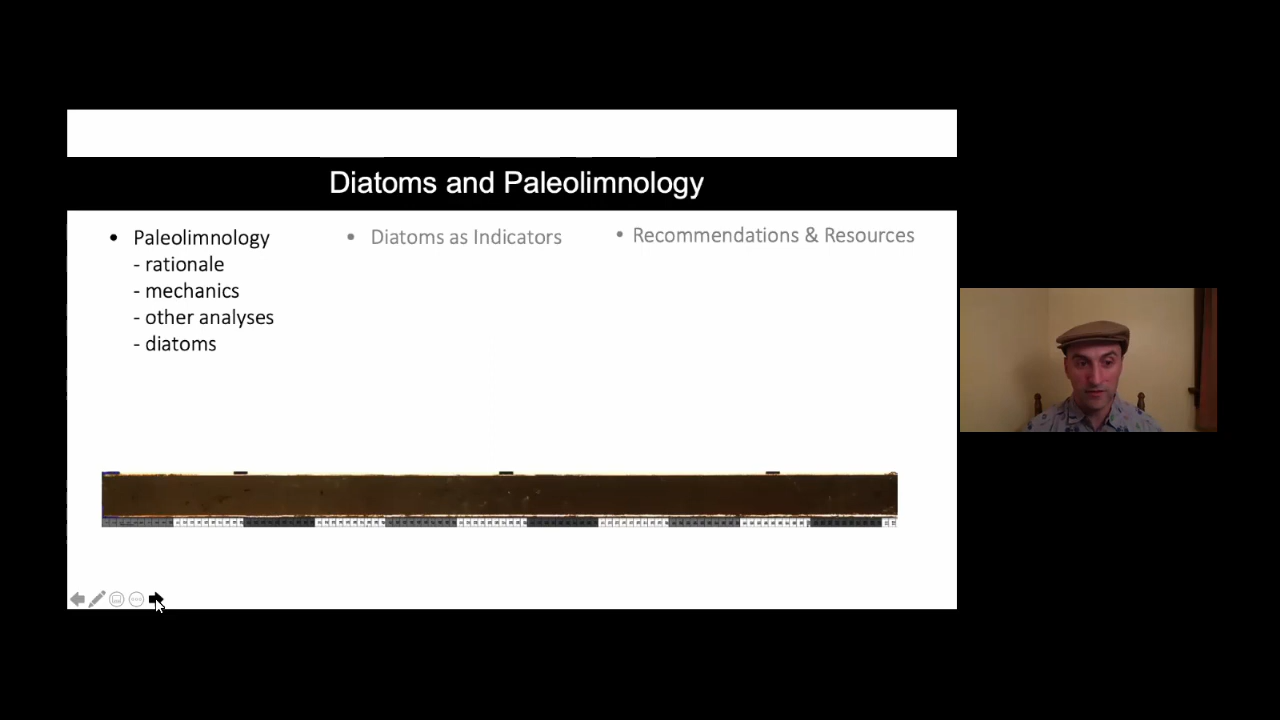 Diatoms and Paleolimnology
• Paleolimnology
- rationale
- mechanics
- other analyses
- diatoms
• Diatoms as Indicators
• Recommendations & Resources